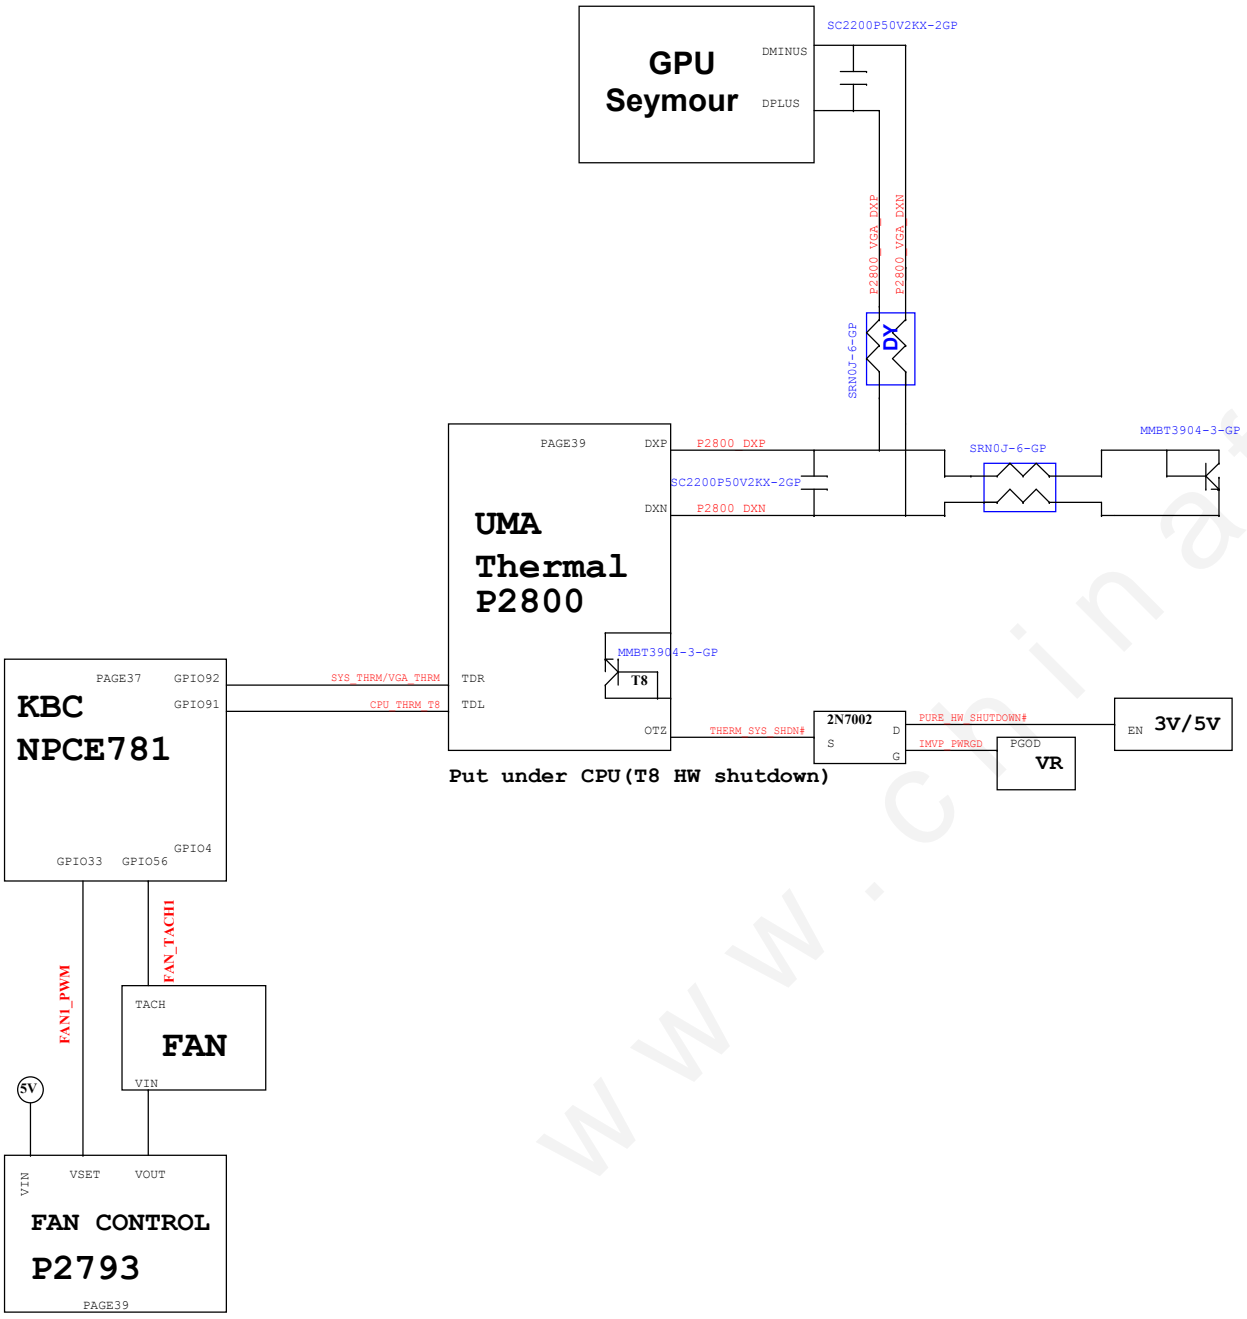 SC2200P50V2KX-2GP
GPU
Seymour
DMINUS
DPLUS
P2800_VGA_DXP
P2800_VGA_DXN
SRN0J-6-GP
DY
PAGE39
DXP
P2800_DXP
SRN0J-6-GP
MMBT3904-3-GP
SC2200P50V2KX-2GP
DXN
P2800_DXN
UMA
Thermal
P2800
MMBT3904-3-GP
T8
TDR
TDL
OTZ
SYS_THRM/VGA_THRM
CPU_THRM_T8
PAGE37
GPIO92
GPIO91
KBC
NPCE781
GPIO4
GPIO33
GPIO56
THERM_SYS_SHDN#
2N7002
D
S
G
PURE_HW_SHUTDOWN#
IMVP_PWRGD
EN
3V/5V
PGOD
VR
Put under CPU(T8 HW shutdown)
FAN_TACH1
FAN1_PWM
TACH
FAN
VIN
5V
VIN
VSET
VOUT
FAN CONTROL
P2793
PAGE39
www.china